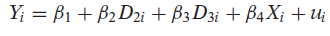 Yᵢ = β₁ + β₂D₂ᵢ + β₃D₃ᵢ + β₄Xᵢ + uᵢ